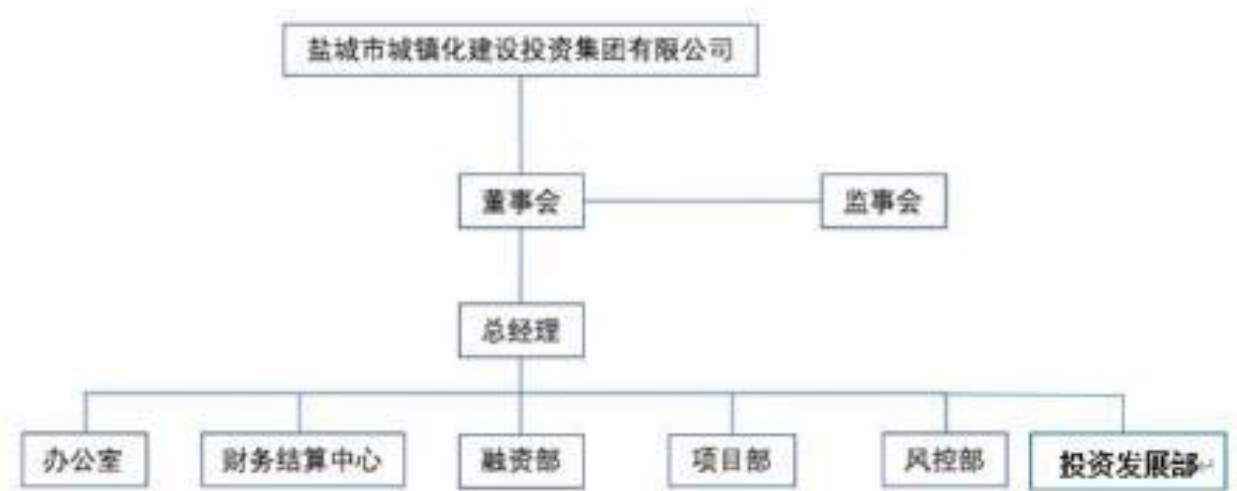 盐城市城镇化建设投资集团有限公司
董事会
监事会
总经理
办公室
财务结算中心
融资部
项目部
风控部
投资发展部